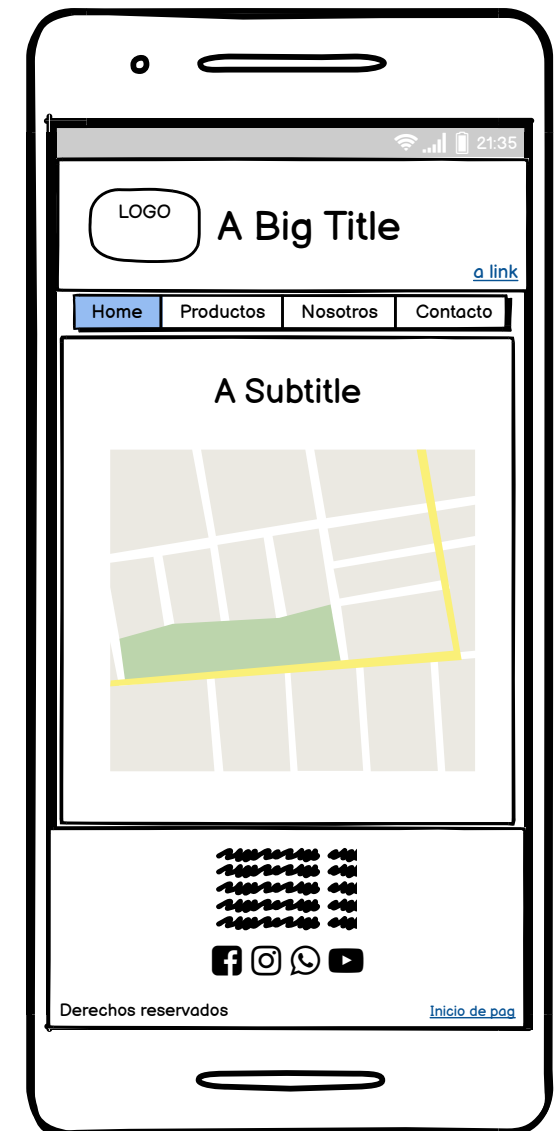 21:35
LOGO
A Big Title
a link
Home Productos Nosotros Contacto
A Subtitle
Derechos reservados Inicio de pag